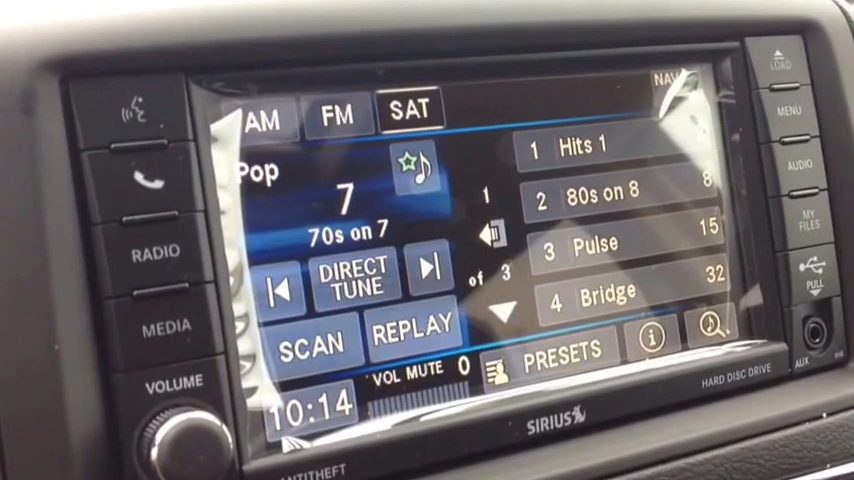 LOAD
MENU
AUDIO
MY FILES
PULL
AUX
RADIO
MEDIA
VOLUME
AM FM SAT NAV
Pop
7
70s on 7
DIRECT TUNE
SCAN REPLAY
10:14 VOL MUTE 0
1 of 3
1 Hits 1
2 80s on 8 8
3 Pulse 15
4 Bridge 32
PRESETS
HARD DISC DRIVE
SIRIUS
ANTITHEFT